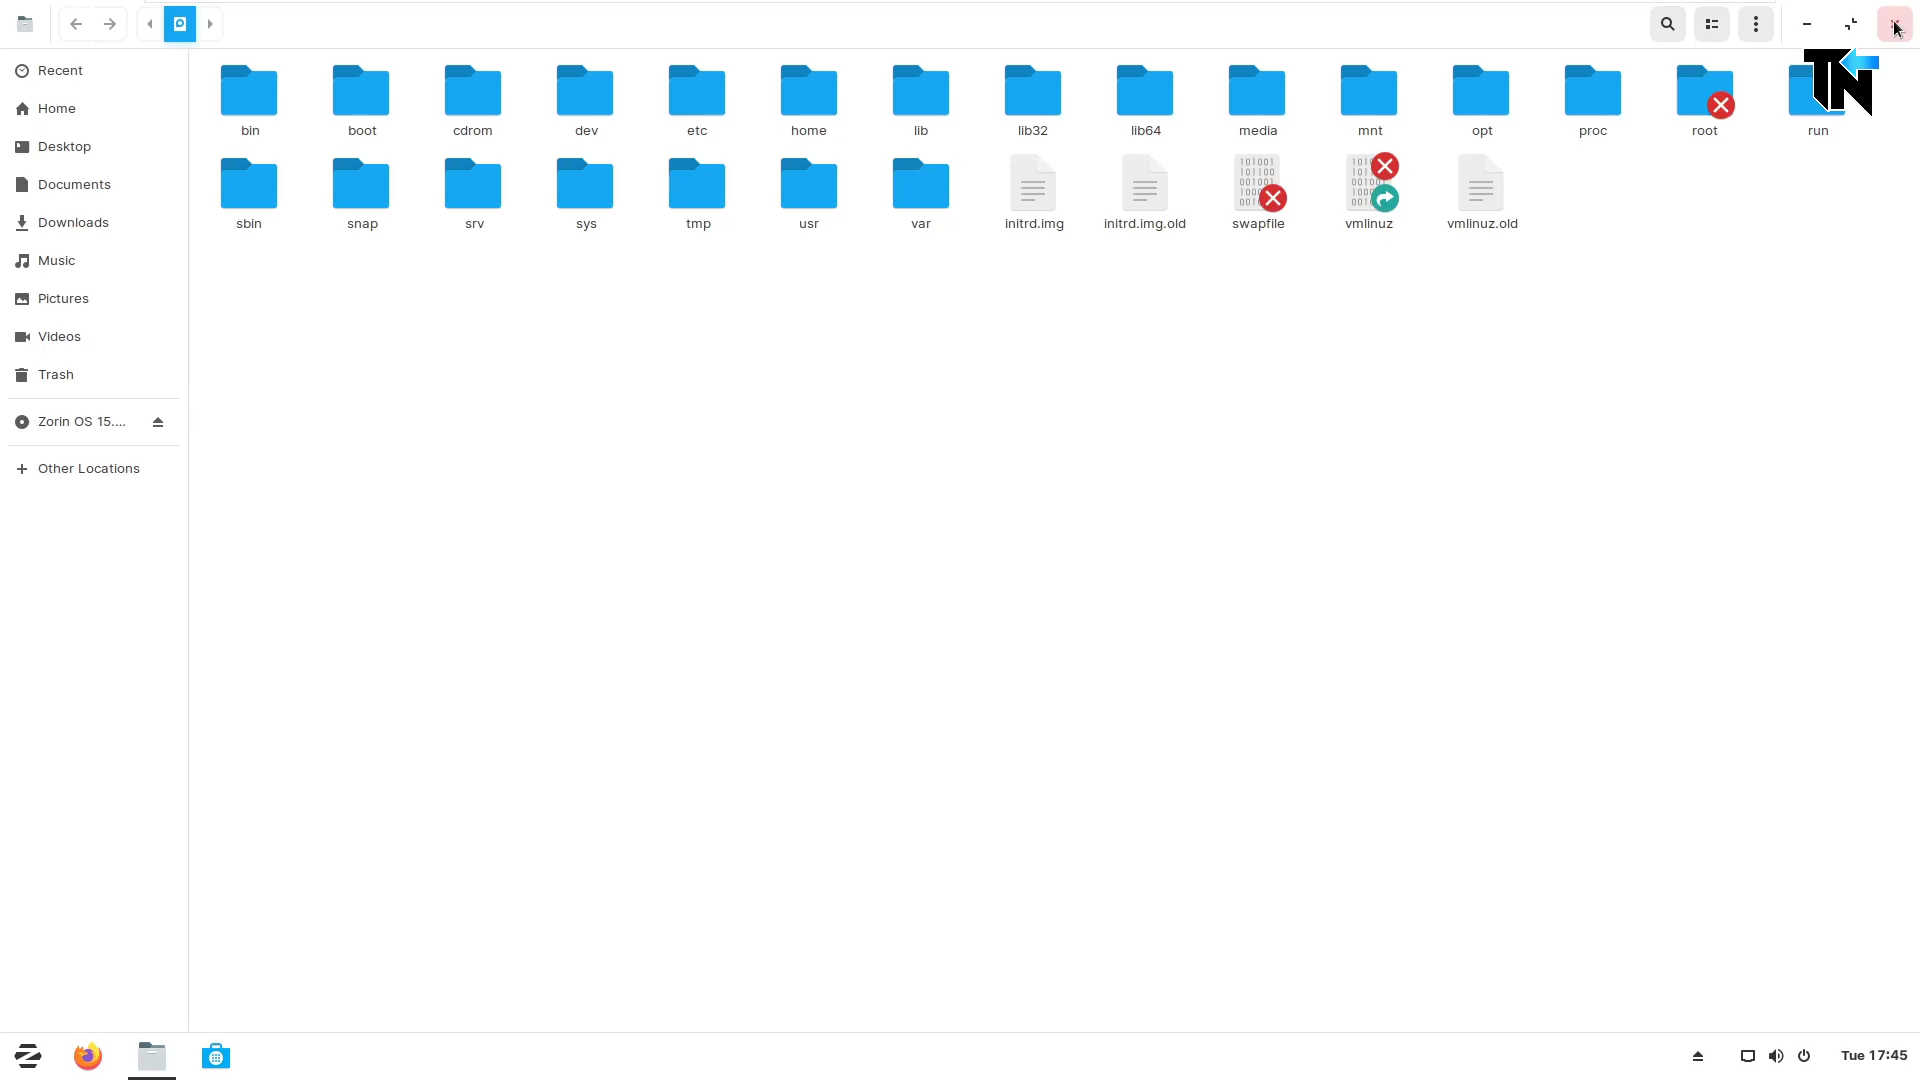 Recent
Home
Desktop
Documents
Downloads
Music
Pictures
Videos
Trash
Zorin OS 15....
Other Locations
bin boot cdrom dev etc home lib lib32 lib64 media mnt opt proc root run
sbin snap srv sys tmp usr var initrd.img initrd.img.old swapfile vmlinuz vmlinuz.old
TN
Tue 17:45